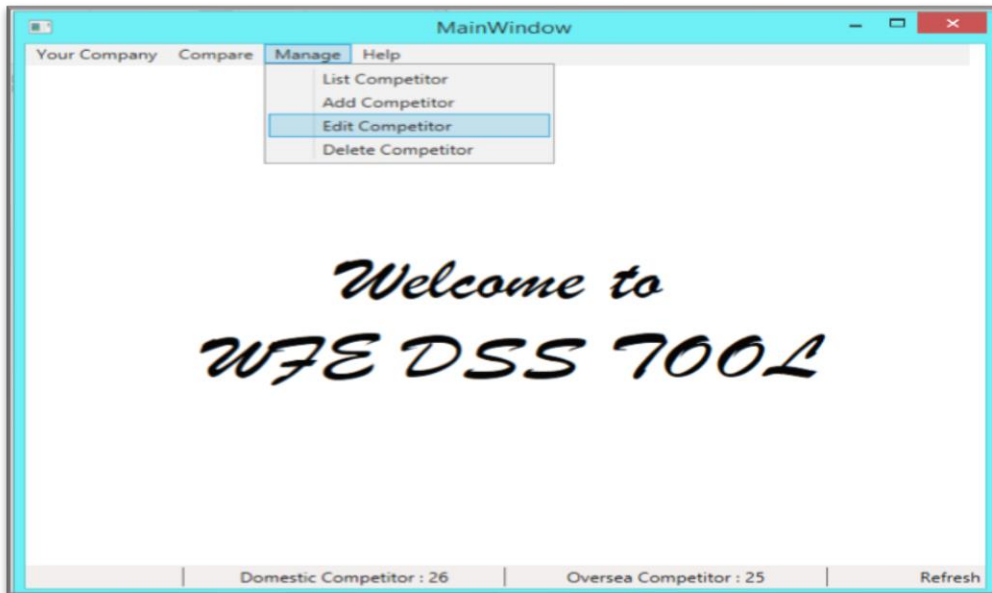 MainWindow
Your Company Compare Manage Help
List Competitor
Add Competitor
Edit Competitor
Delete Competitor
Welcome to
WFE DSS TOOL
Domestic Competitor : 26 Oversea Competitor : 25 Refresh